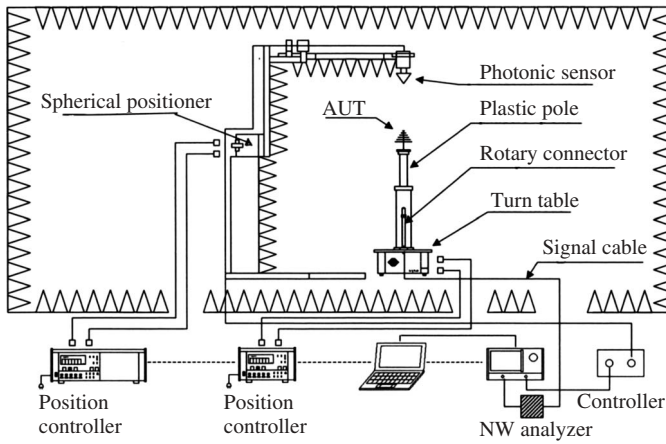 Photonic sensor
Spherical positioner
AUT
Plastic pole
Rotary connector
Turn table
Signal cable
Position
controller
Position
controller
NW analyzer
Controller